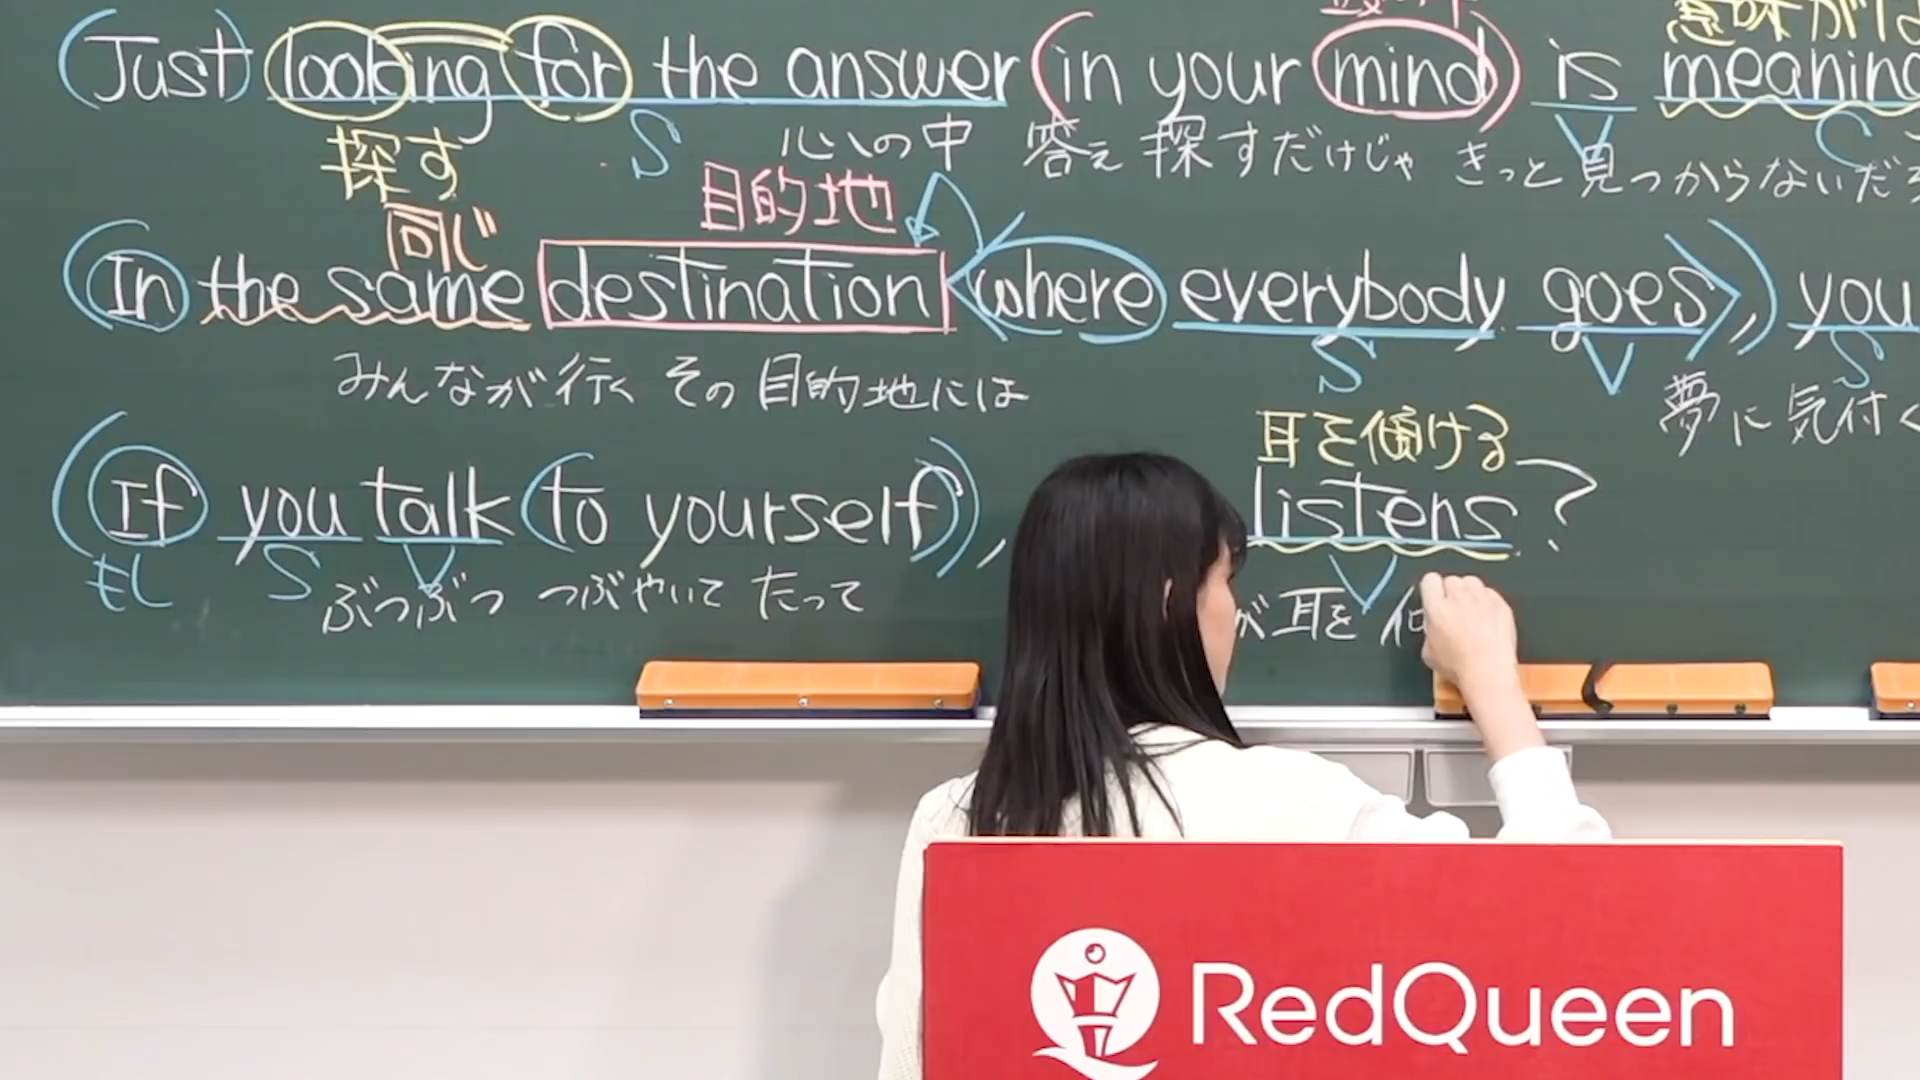 意味がな
(Just) looking for the answer (in your mind) is meaning
探す S V C
心の中 答え探すだけじゃ きっと見つからないだろ
同じ 目的地
(In the same destination <where everybody goes>), you
S V S
みんなが行く その目的地には 夢に気付く
耳を傾ける
(If you talk (to yourself)), listens?
もし S V V
ぶつぶつ つぶやいてたって が耳を
RedQueen